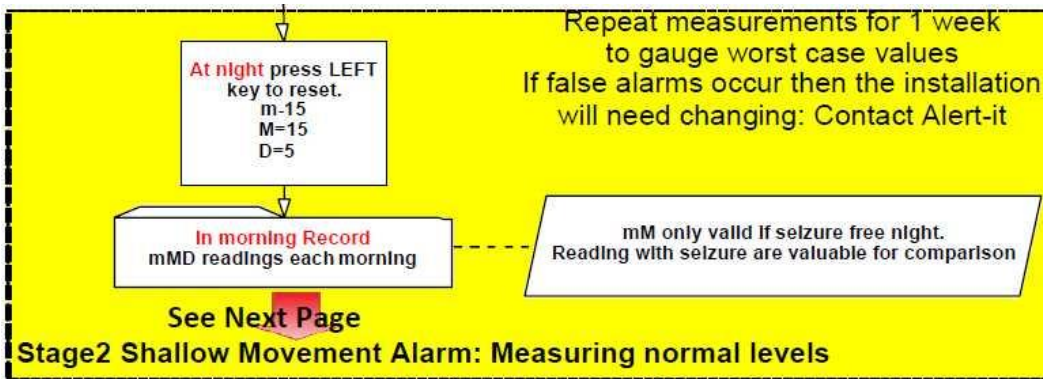 At night press LEFT
key to reset.
m-15
M=15
D=5
Repeat measurements for 1 week
to gauge worst case values
If false alarms occur then the installation
will need changing: Contact Alert-it
In morning Record
mMD readings each morning
mM only valid if seizure free night.
Reading with seizure are valuable for comparison
See Next Page
Stage2 Shallow Movement Alarm: Measuring normal levels